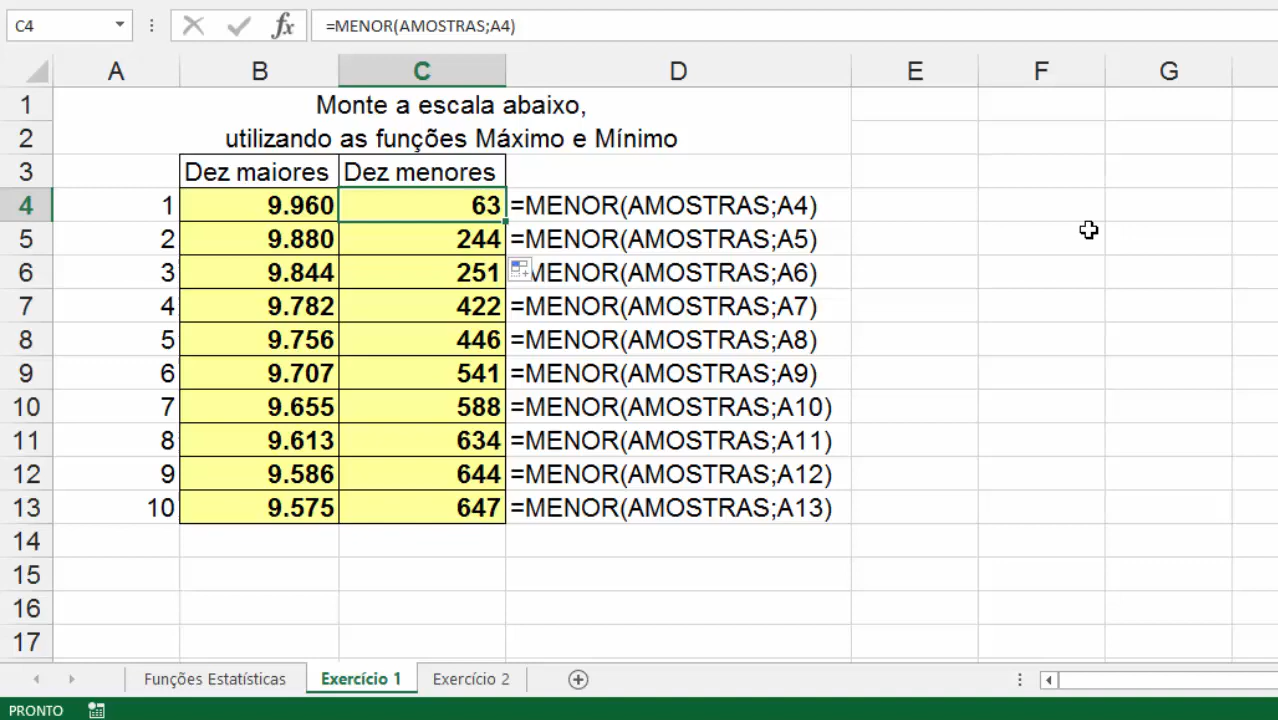 C4 fx =MENOR(AMOSTRAS;A4)
A B C D E F G
1 Monte a escala abaixo,
2 utilizando as funções Máximo e Mínimo
3 Dez maiores Dez menores
4 1 9.960 63 =MENOR(AMOSTRAS;A4)
5 2 9.880 244 =MENOR(AMOSTRAS;A5)
6 3 9.844 251 MENOR(AMOSTRAS;A6)
7 4 9.782 422 =MENOR(AMOSTRAS;A7)
8 5 9.756 446 =MENOR(AMOSTRAS;A8)
9 6 9.707 541 =MENOR(AMOSTRAS;A9)
10 7 9.655 588 =MENOR(AMOSTRAS;A10)
11 8 9.613 634 =MENOR(AMOSTRAS;A11)
12 9 9.586 644 =MENOR(AMOSTRAS;A12)
13 10 9.575 647 =MENOR(AMOSTRAS;A13)
14
15
16
17
Funções Estatísticas Exercício 1 Exercício 2
PRONTO